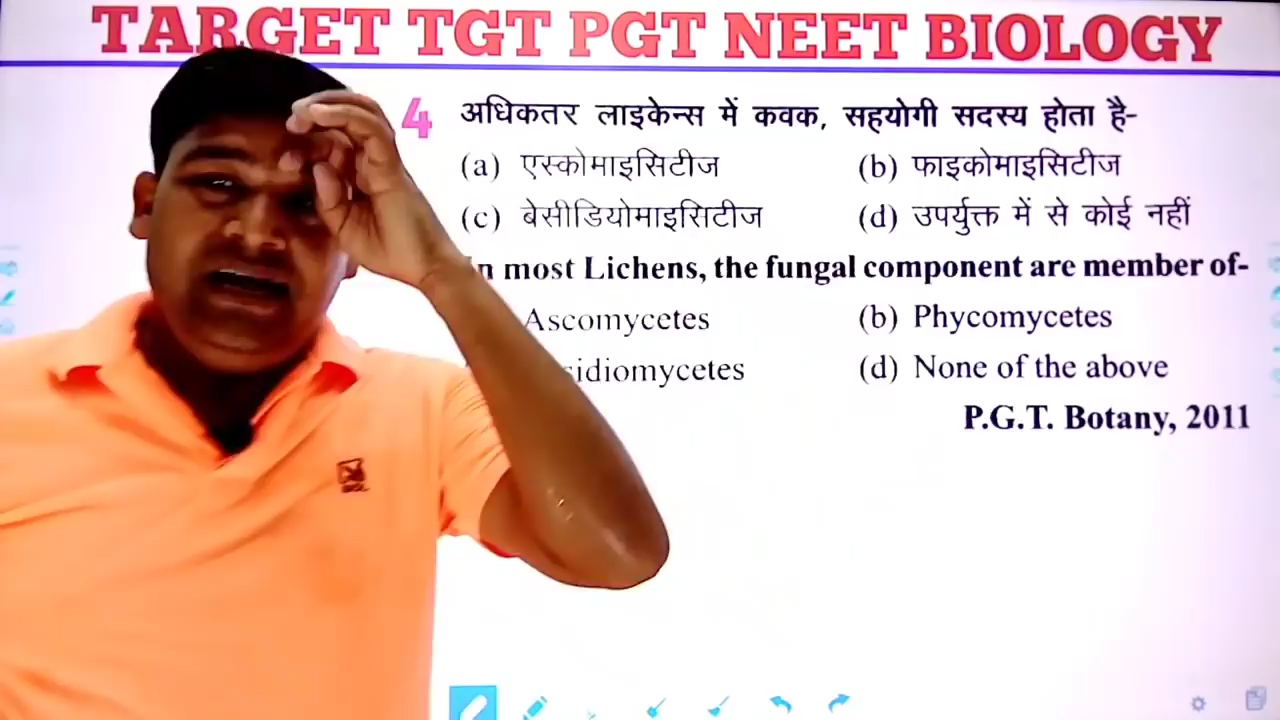 TARGET TGT PGT NEET BIOLOGY
4 अधिकतर लाइकेन्स में कवक, सहयोगी सदस्य होता है-
(a) एस्कोमाइसिटीज (b) फाइकोमाइसिटीज
(c) बेसीडियोमाइसिटीज (d) उपर्युक्त में से कोई नहीं
most Lichens, the fungal component are member of-
Ascomycetes (b) Phycomycetes
(d) None of the above
P.G.T. Botany, 2011